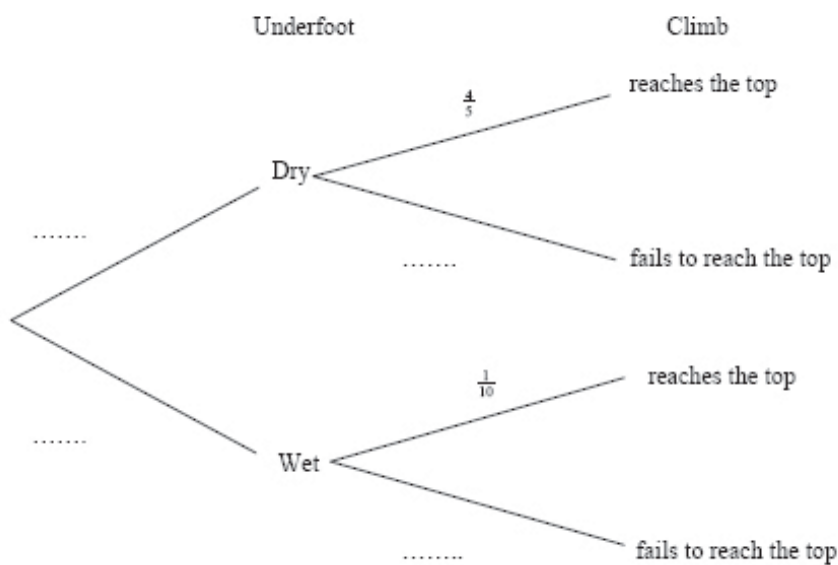 Underfoot Climb
reaches the top
4/5
Dry
.......
fails to reach the top
.......
reaches the top
1/10
.......
Wet
fails to reach the top
........